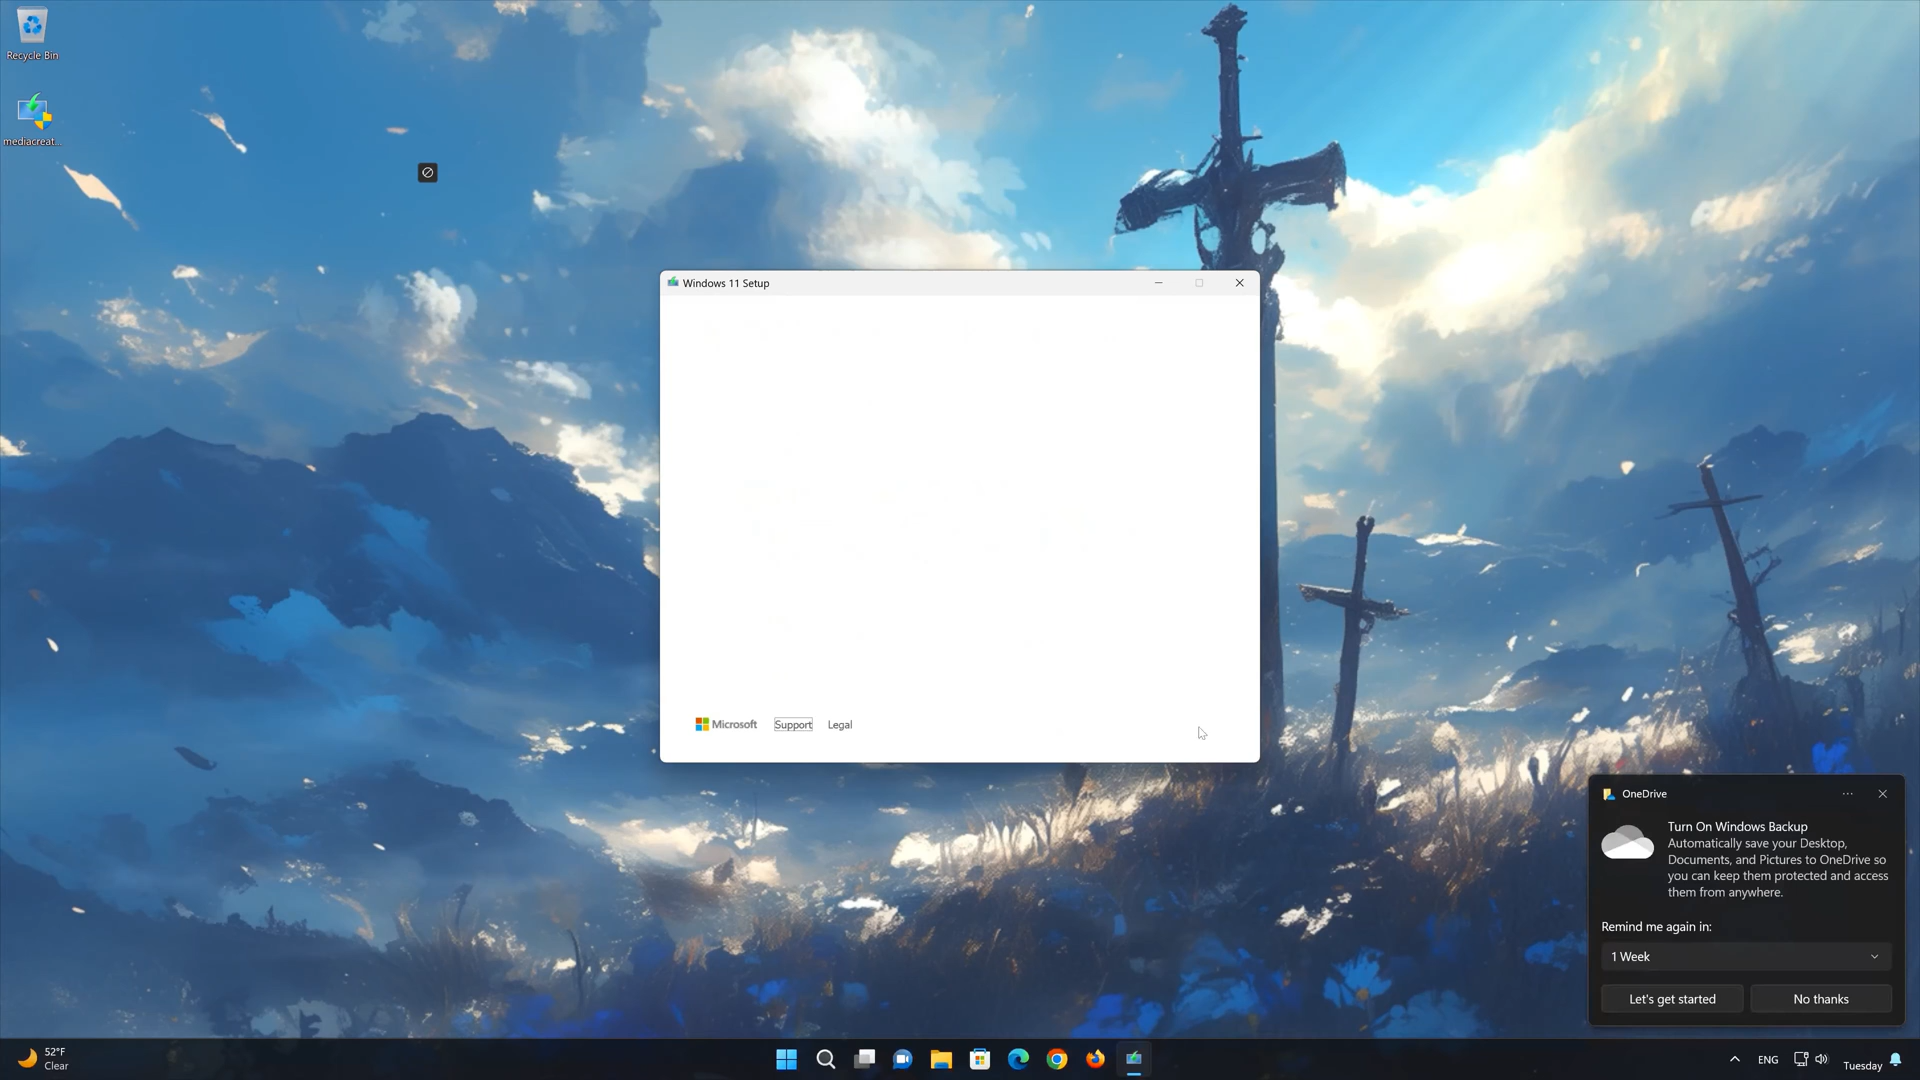 Recycle Bin
mediacreat...
Windows 11 Setup
Microsoft
Support
Legal
OneDrive
Turn On Windows Backup
Automatically save your Desktop,
Documents, and Pictures to OneDrive so
you can keep them protected and access
them from anywhere.
Remind me again in:
1 Week
Let's get started
No thanks
52°F
Clear
ENG
Tuesday